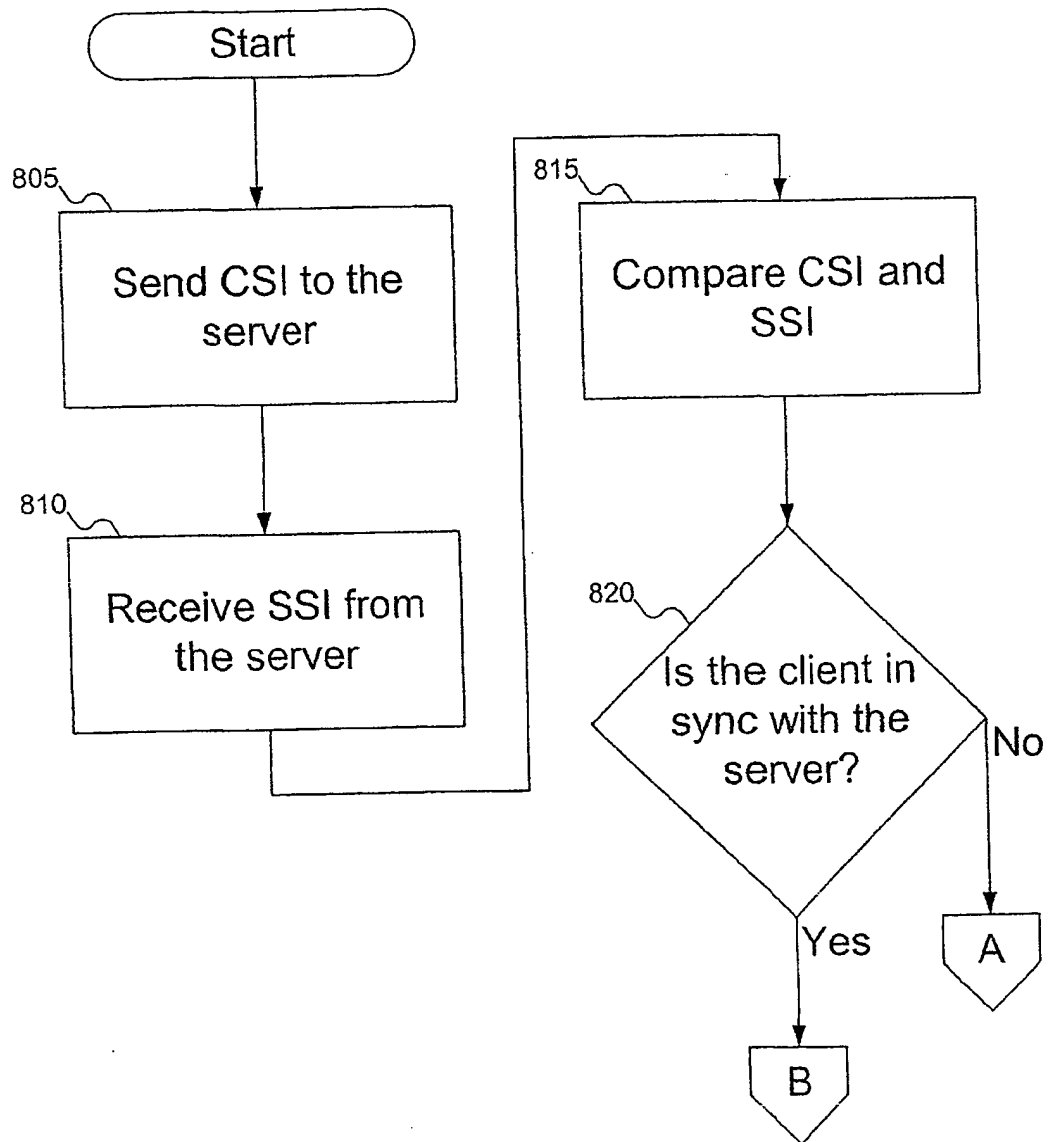 Start
805
Send CSI to the
server
810
Receive SSI from
the server
815
Compare CSI and
SSI
820
Is the client in
sync with the
server?
No
Yes
A
B